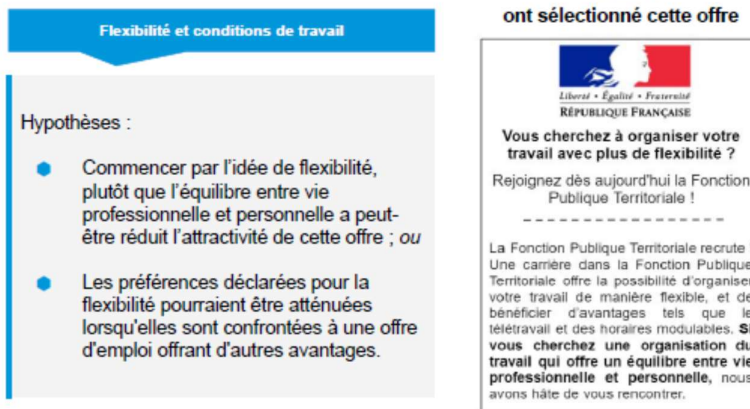 Flexibilité et conditions de travail
Hypothèses :
Commencer par l'idée de flexibilité,
plutôt que l'équilibre entre vie
professionnelle et personnelle a peut-
être réduit l'attractivité de cette offre ; ou
Les préférences déclarées pour la
flexibilité pourraient être atténuées
lorsqu'elles sont confrontées à une offre
d'emploi offrant d'autres avantages.
ont sélectionné cette offre
Liberté • Égalité • Fraternité
RÉPUBLIQUE FRANÇAISE
Vous cherchez à organiser votre
travail avec plus de flexibilité ?
Rejoignez dès aujourd'hui la Fonction
Publique Territoriale !
La Fonction Publique Territoriale recrute
Une carrière dans la Fonction Publique
Territoriale offre la possibilité d'organiser
votre travail de manière flexible, et de
bénéficier d'avantages tels que le
télétravail et des horaires modulables. Si
vous cherchez une organisation du
travail qui offre un équilibre entre vie
professionnelle et personnelle, nous
avons hâte de vous rencontrer.